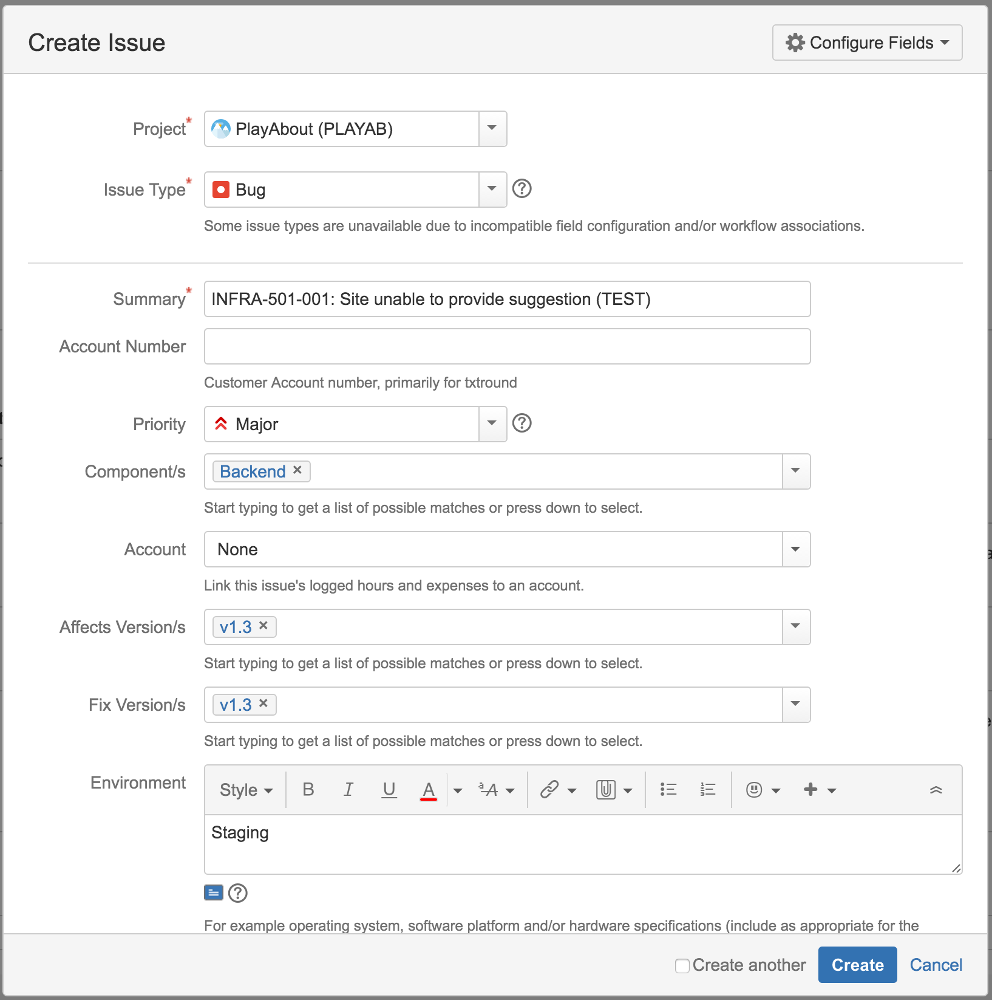 Create Issue
Configure Fields
Project*
PlayAbout (PLAYAB)
Issue Type*
Bug
Some issue types are unavailable due to incompatible field configuration and/or workflow associations.
Summary*
INFRA-501-001: Site unable to provide suggestion (TEST)
Account Number
Customer Account number, primarily for txtround
Priority
Major
Component/s
Backend
Start typing to get a list of possible matches or press down to select.
Account
None
Link this issue's logged hours and expenses to an account.
Affects Version/s
v1.3
Start typing to get a list of possible matches or press down to select.
Fix Version/s
v1.3
Start typing to get a list of possible matches or press down to select.
Environment
Style B I U A ªA
Staging
For example operating system, software platform and/or hardware specifications (include as appropriate for the
Create another
Create
Cancel